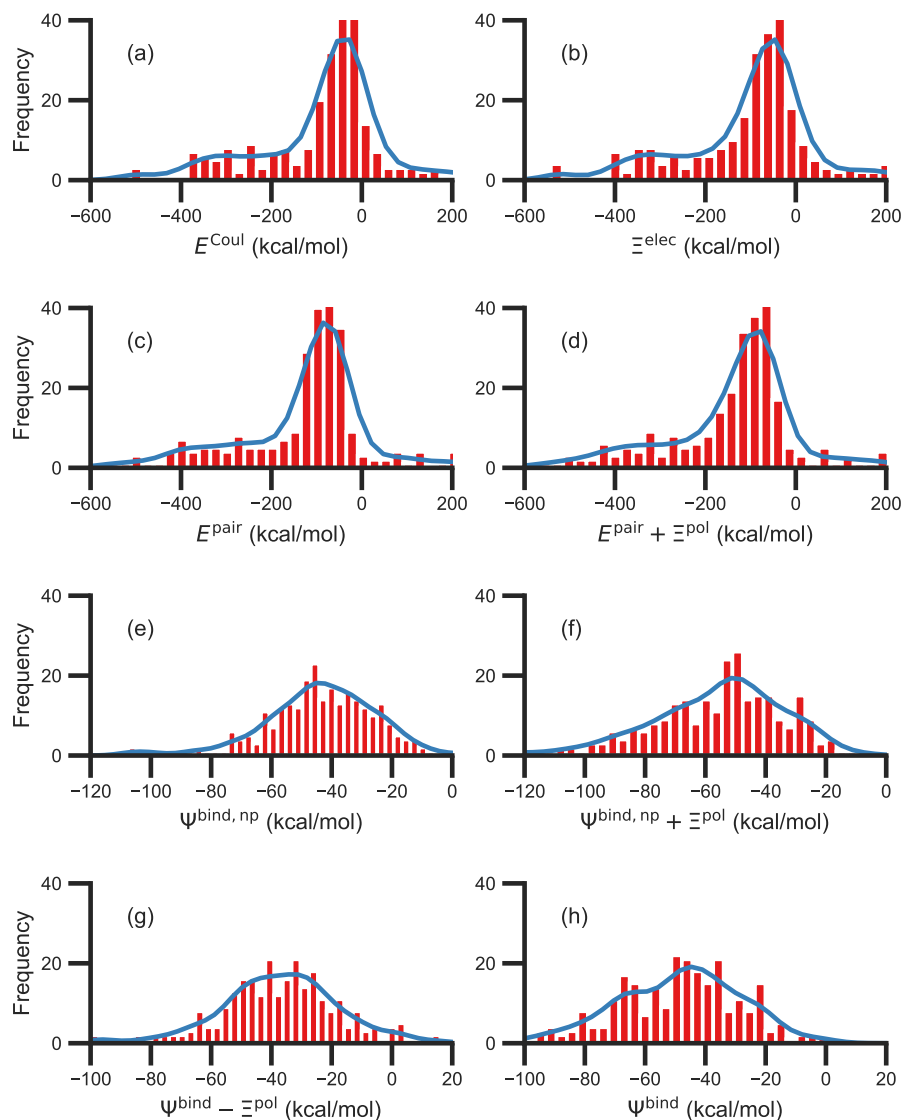 40
20
0
Frequency
(a)
−600 −400 −200 0 200
E^Coul (kcal/mol)
40
20
0
(b)
−600 −400 −200 0 200
Ξ^elec (kcal/mol)
40
20
0
Frequency
(c)
−600 −400 −200 0 200
E^pair (kcal/mol)
40
20
0
(d)
−600 −400 −200 0 200
E^pair + Ξ^pol (kcal/mol)
40
20
0
Frequency
(e)
−120 −100 −80 −60 −40 −20 0
Ψ^bind, np (kcal/mol)
40
20
0
(f)
−120 −100 −80 −60 −40 −20 0
Ψ^bind, np + Ξ^pol (kcal/mol)
40
20
0
Frequency
(g)
−100 −80 −60 −40 −20 0 20
Ψ^bind − Ξ^pol (kcal/mol)
40
20
0
(h)
−100 −80 −60 −40 −20 0 20
Ψ^bind (kcal/mol)